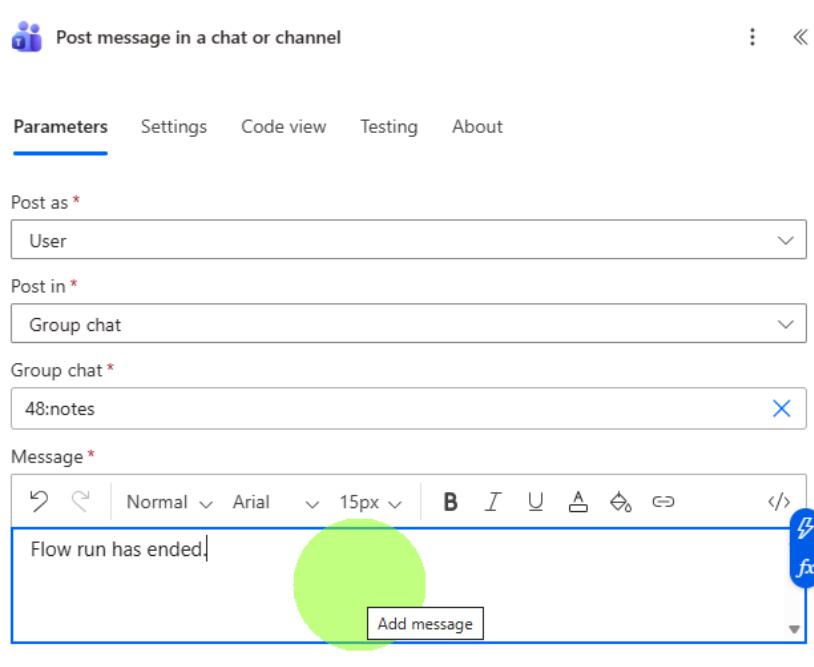 Post message in a chat or channel
Parameters Settings Code view Testing About
Post as *
User
Post in *
Group chat
Group chat *
48:notes
Message *
Normal Arial 15px B I U A </>
Flow run has ended.
fx
Add message